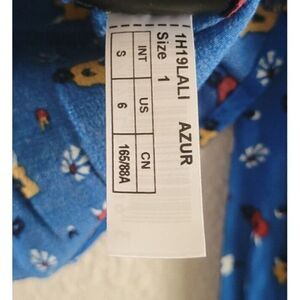 1H19LALI AZUR
Size 1
INT US CN
S 6 165/88A